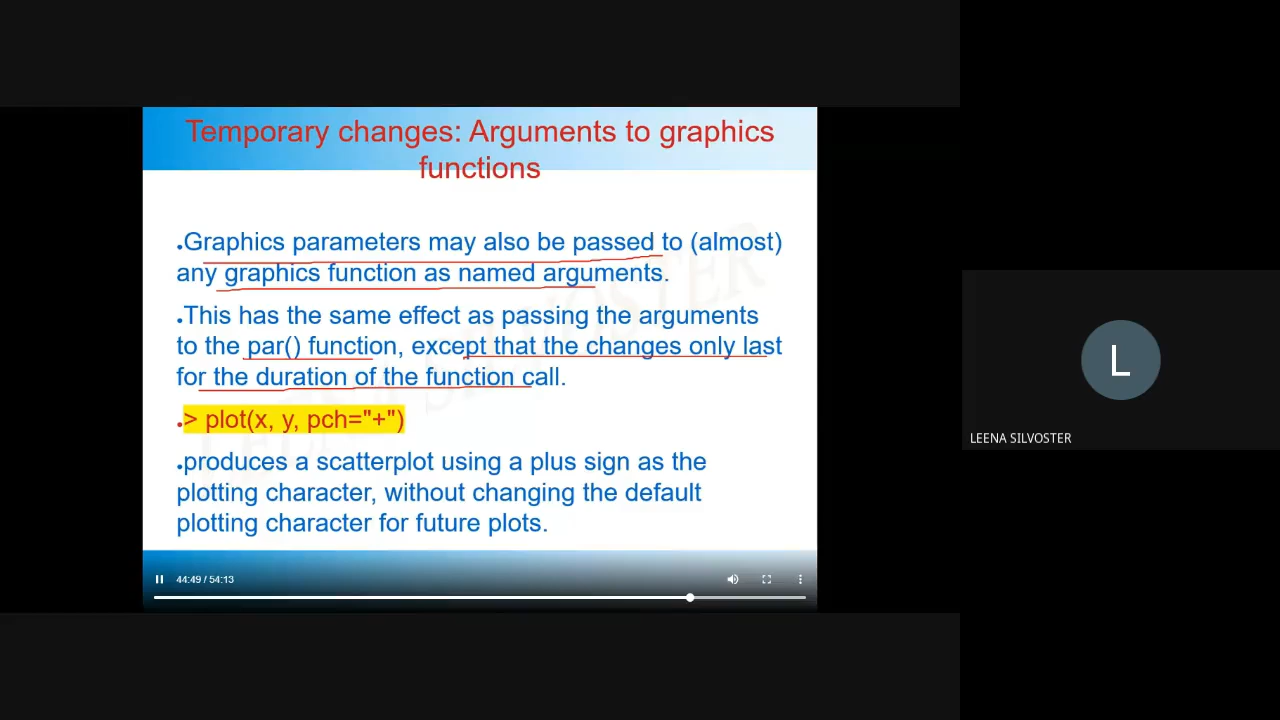 Temporary changes: Arguments to graphics
functions
.Graphics parameters may also be passed to (almost)
any graphics function as named arguments.
.This has the same effect as passing the arguments
to the par() function, except that the changes only last
for the duration of the function call.
.> plot(x, y, pch="+")
.produces a scatterplot using a plus sign as the
plotting character, without changing the default
plotting character for future plots.
44:49 / 54:13
L
LEENA SILVOSTER